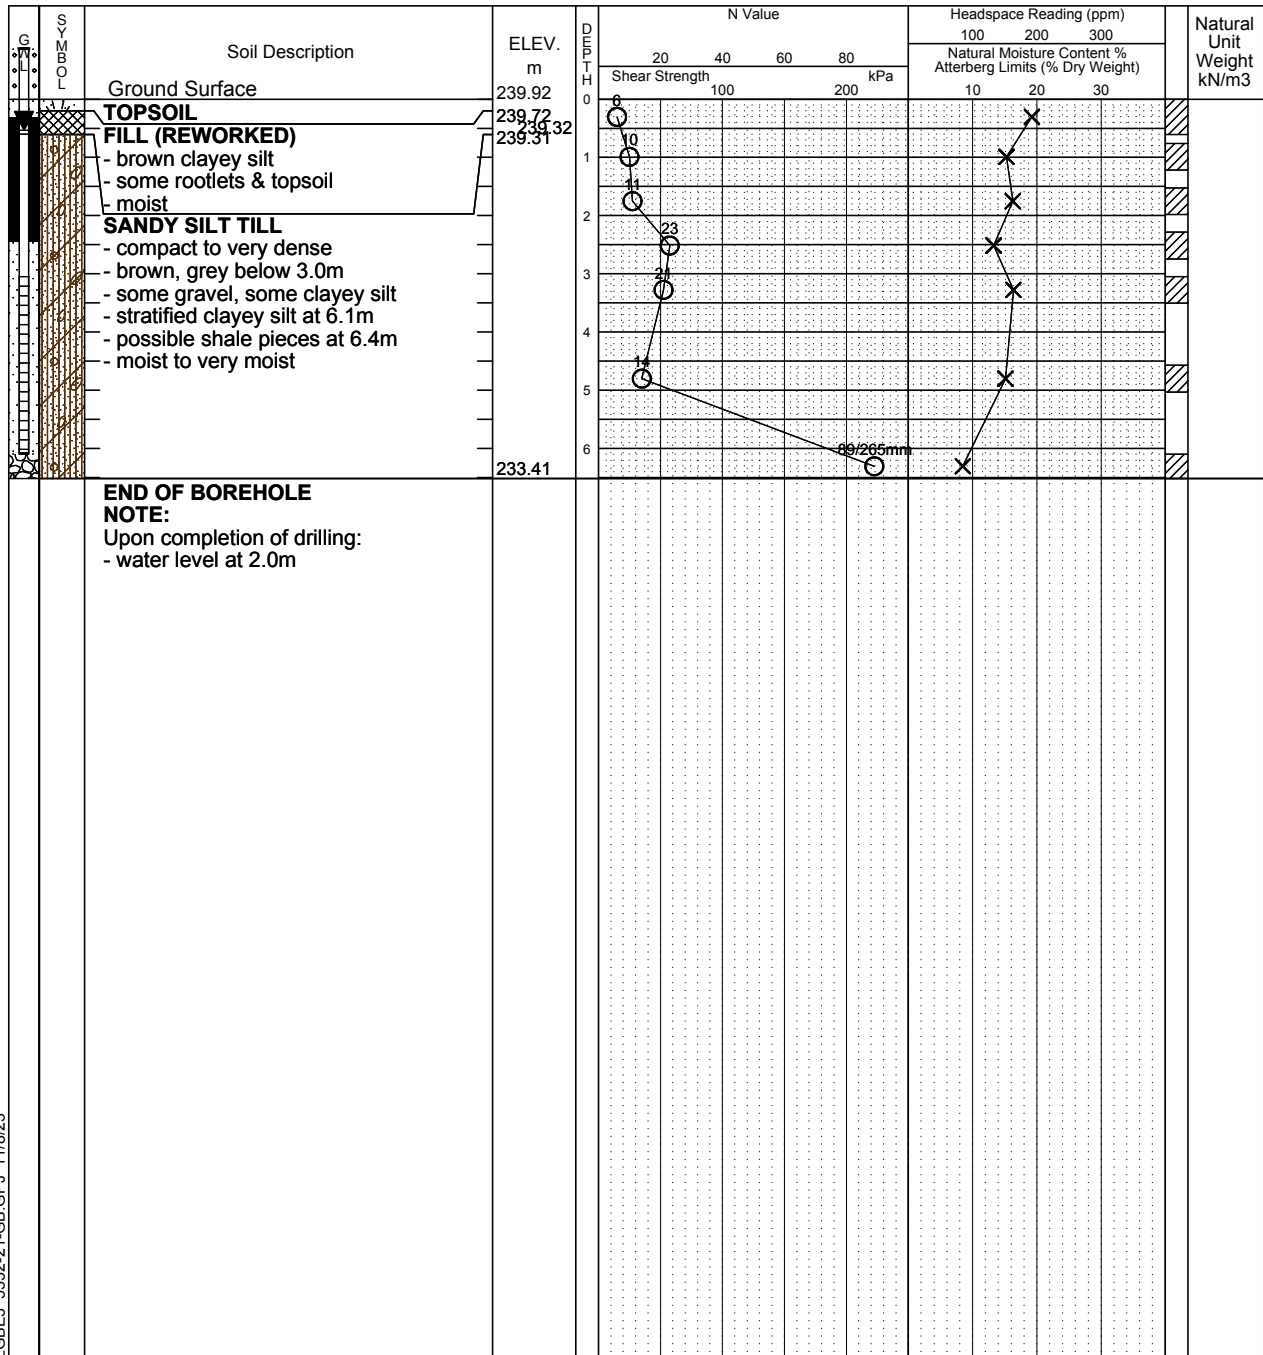 GWL
SYMBOL
Soil Description
Ground Surface
ELEV.
m
DEPTH
N Value
20 40 60 80
Shear Strength kPa
100 200
Headspace Reading (ppm)
100 200 300
Natural Moisture Content %
Atterberg Limits (% Dry Weight)
10 20 30
Natural
Unit
Weight
kN/m3
239.92
0
TOPSOIL
239.72
6
239.32
FILL (REWORKED)
239.31
- brown clayey silt
10
1
- some rootlets & topsoil
- moist
11
2
SANDY SILT TILL
23
- compact to very dense
- brown, grey below 3.0m
21
3
- some gravel, some clayey silt
- stratified clayey silt at 6.1m
4
- possible shale pieces at 6.4m
- moist to very moist
14
5
6
89/265mm
233.41
END OF BOREHOLE
NOTE:
Upon completion of drilling:
- water level at 2.0m